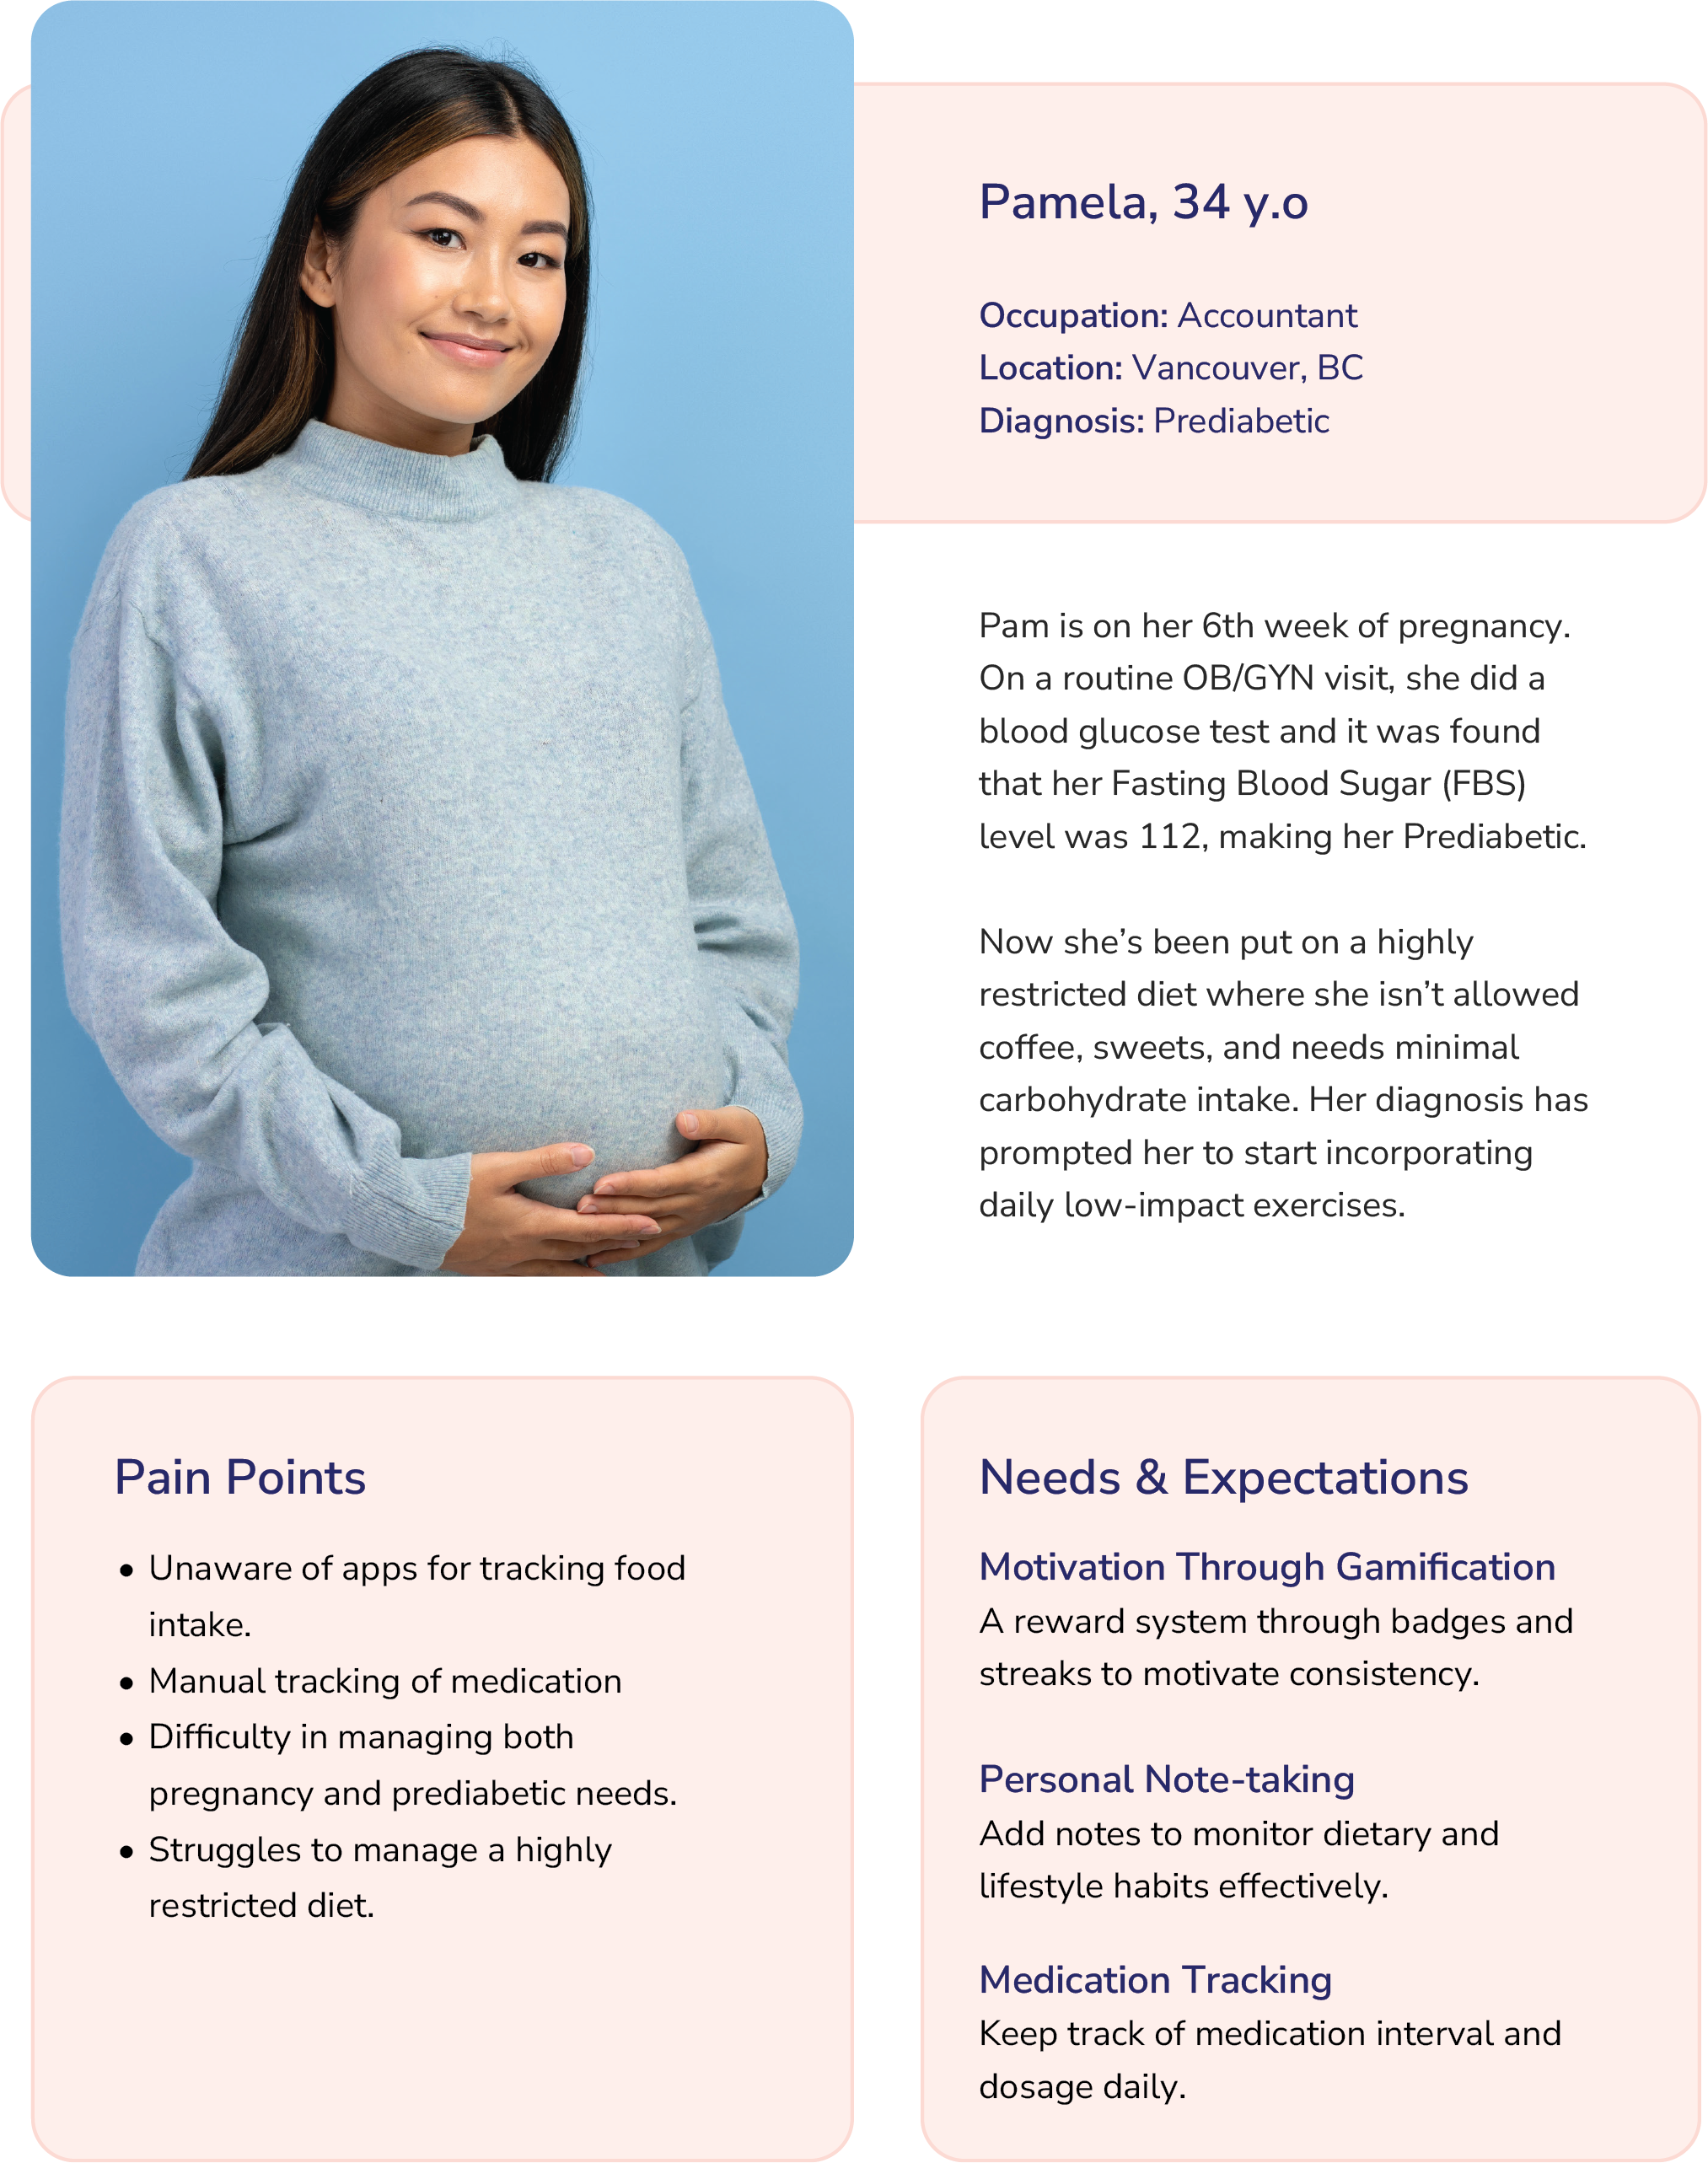 Pamela, 34 y.o
Occupation: Accountant
Location: Vancouver, BC
Diagnosis: Prediabetic
Pam is on her 6th week of pregnancy.
On a routine OB/GYN visit, she did a
blood glucose test and it was found
that her Fasting Blood Sugar (FBS)
level was 112, making her Prediabetic.
Now she’s been put on a highly
restricted diet where she isn’t allowed
coffee, sweets, and needs minimal
carbohydrate intake. Her diagnosis has
prompted her to start incorporating
daily low-impact exercises.
Pain Points
• Unaware of apps for tracking food
intake.
• Manual tracking of medication
• Difficulty in managing both
pregnancy and prediabetic needs.
• Struggles to manage a highly
restricted diet.
Needs & Expectations
Motivation Through Gamification
A reward system through badges and
streaks to motivate consistency.
Personal Note-taking
Add notes to monitor dietary and
lifestyle habits effectively.
Medication Tracking
Keep track of medication interval and
dosage daily.